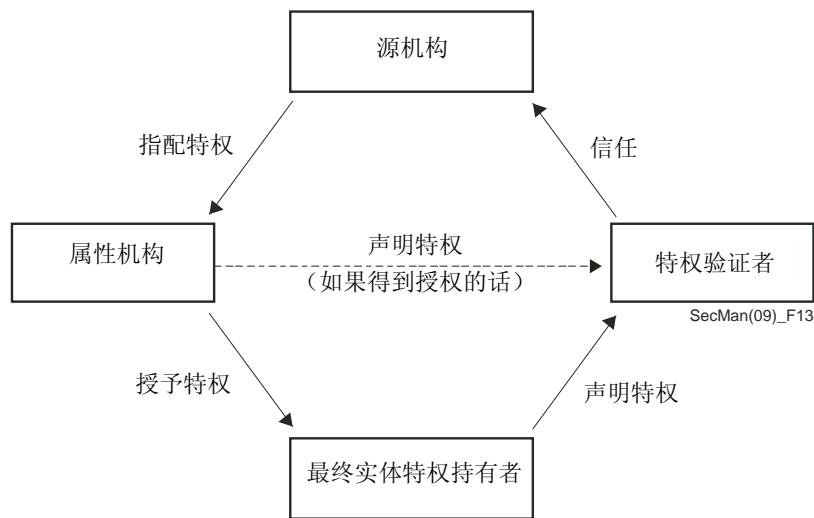 源机构
指配特权
信任
属性机构
声明特权
（如果得到授权的话）
特权验证者
SecMan(09)_F13
授予特权
声明特权
最终实体特权持有者